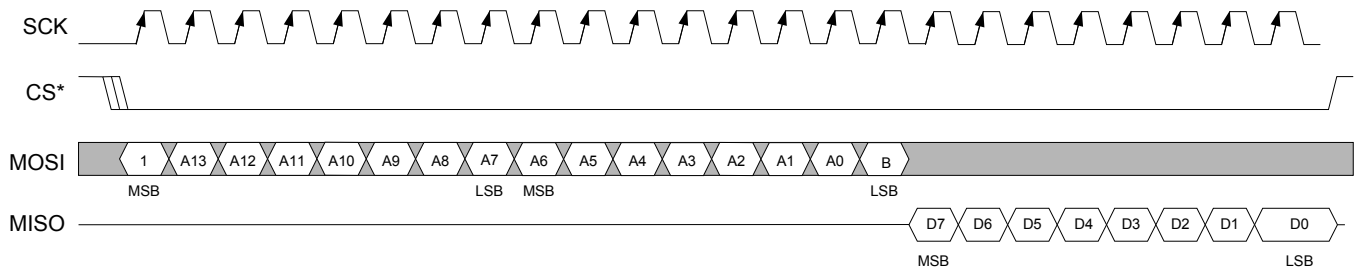 SCK
CS*
MOSI 1 A13 A12 A11 A10 A9 A8 A7 A6 A5 A4 A3 A2 A1 A0 B
MSB LSB MSB LSB
MISO D7 D6 D5 D4 D3 D2 D1 D0
MSB LSB